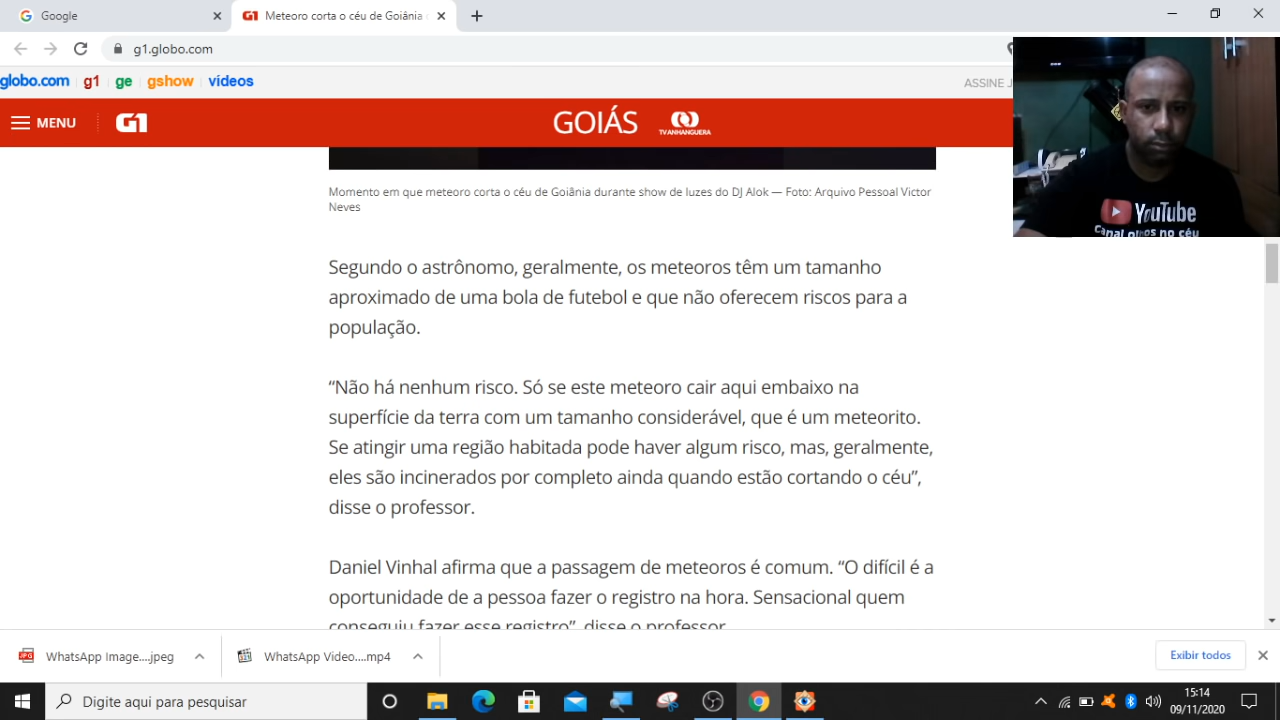 Google
Meteoro corta o céu de Goiânia
g1.globo.com
globo.com g1 ge gshow videos
ASSINE
MENU G1 GOIÁS TV ANHANGUERA
Momento em que meteoro corta o céu de Goiânia durante show de luzes do DJ Alok — Foto: Arquivo Pessoal Victor
Neves
YouTube
Canal olhos no céu
Segundo o astrônomo, geralmente, os meteoros têm um tamanho
aproximado de uma bola de futebol e que não oferecem riscos para a
população.
“Não há nenhum risco. Só se este meteoro cair aqui embaixo na
superfície da terra com um tamanho considerável, que é um meteorito.
Se atingir uma região habitada pode haver algum risco, mas, geralmente,
eles são incinerados por completo ainda quando estão cortando o céu”,
disse o professor.
Daniel Vinhal afirma que a passagem de meteoros é comum. “O difícil é a
oportunidade de a pessoa fazer o registro na hora. Sensacional quem
conseguiu fazer esse registro”, disse o professor.
WhatsApp Image....jpeg
WhatsApp Video....mp4
Exibir todos
Digite aqui para pesquisar
15:14
09/11/2020